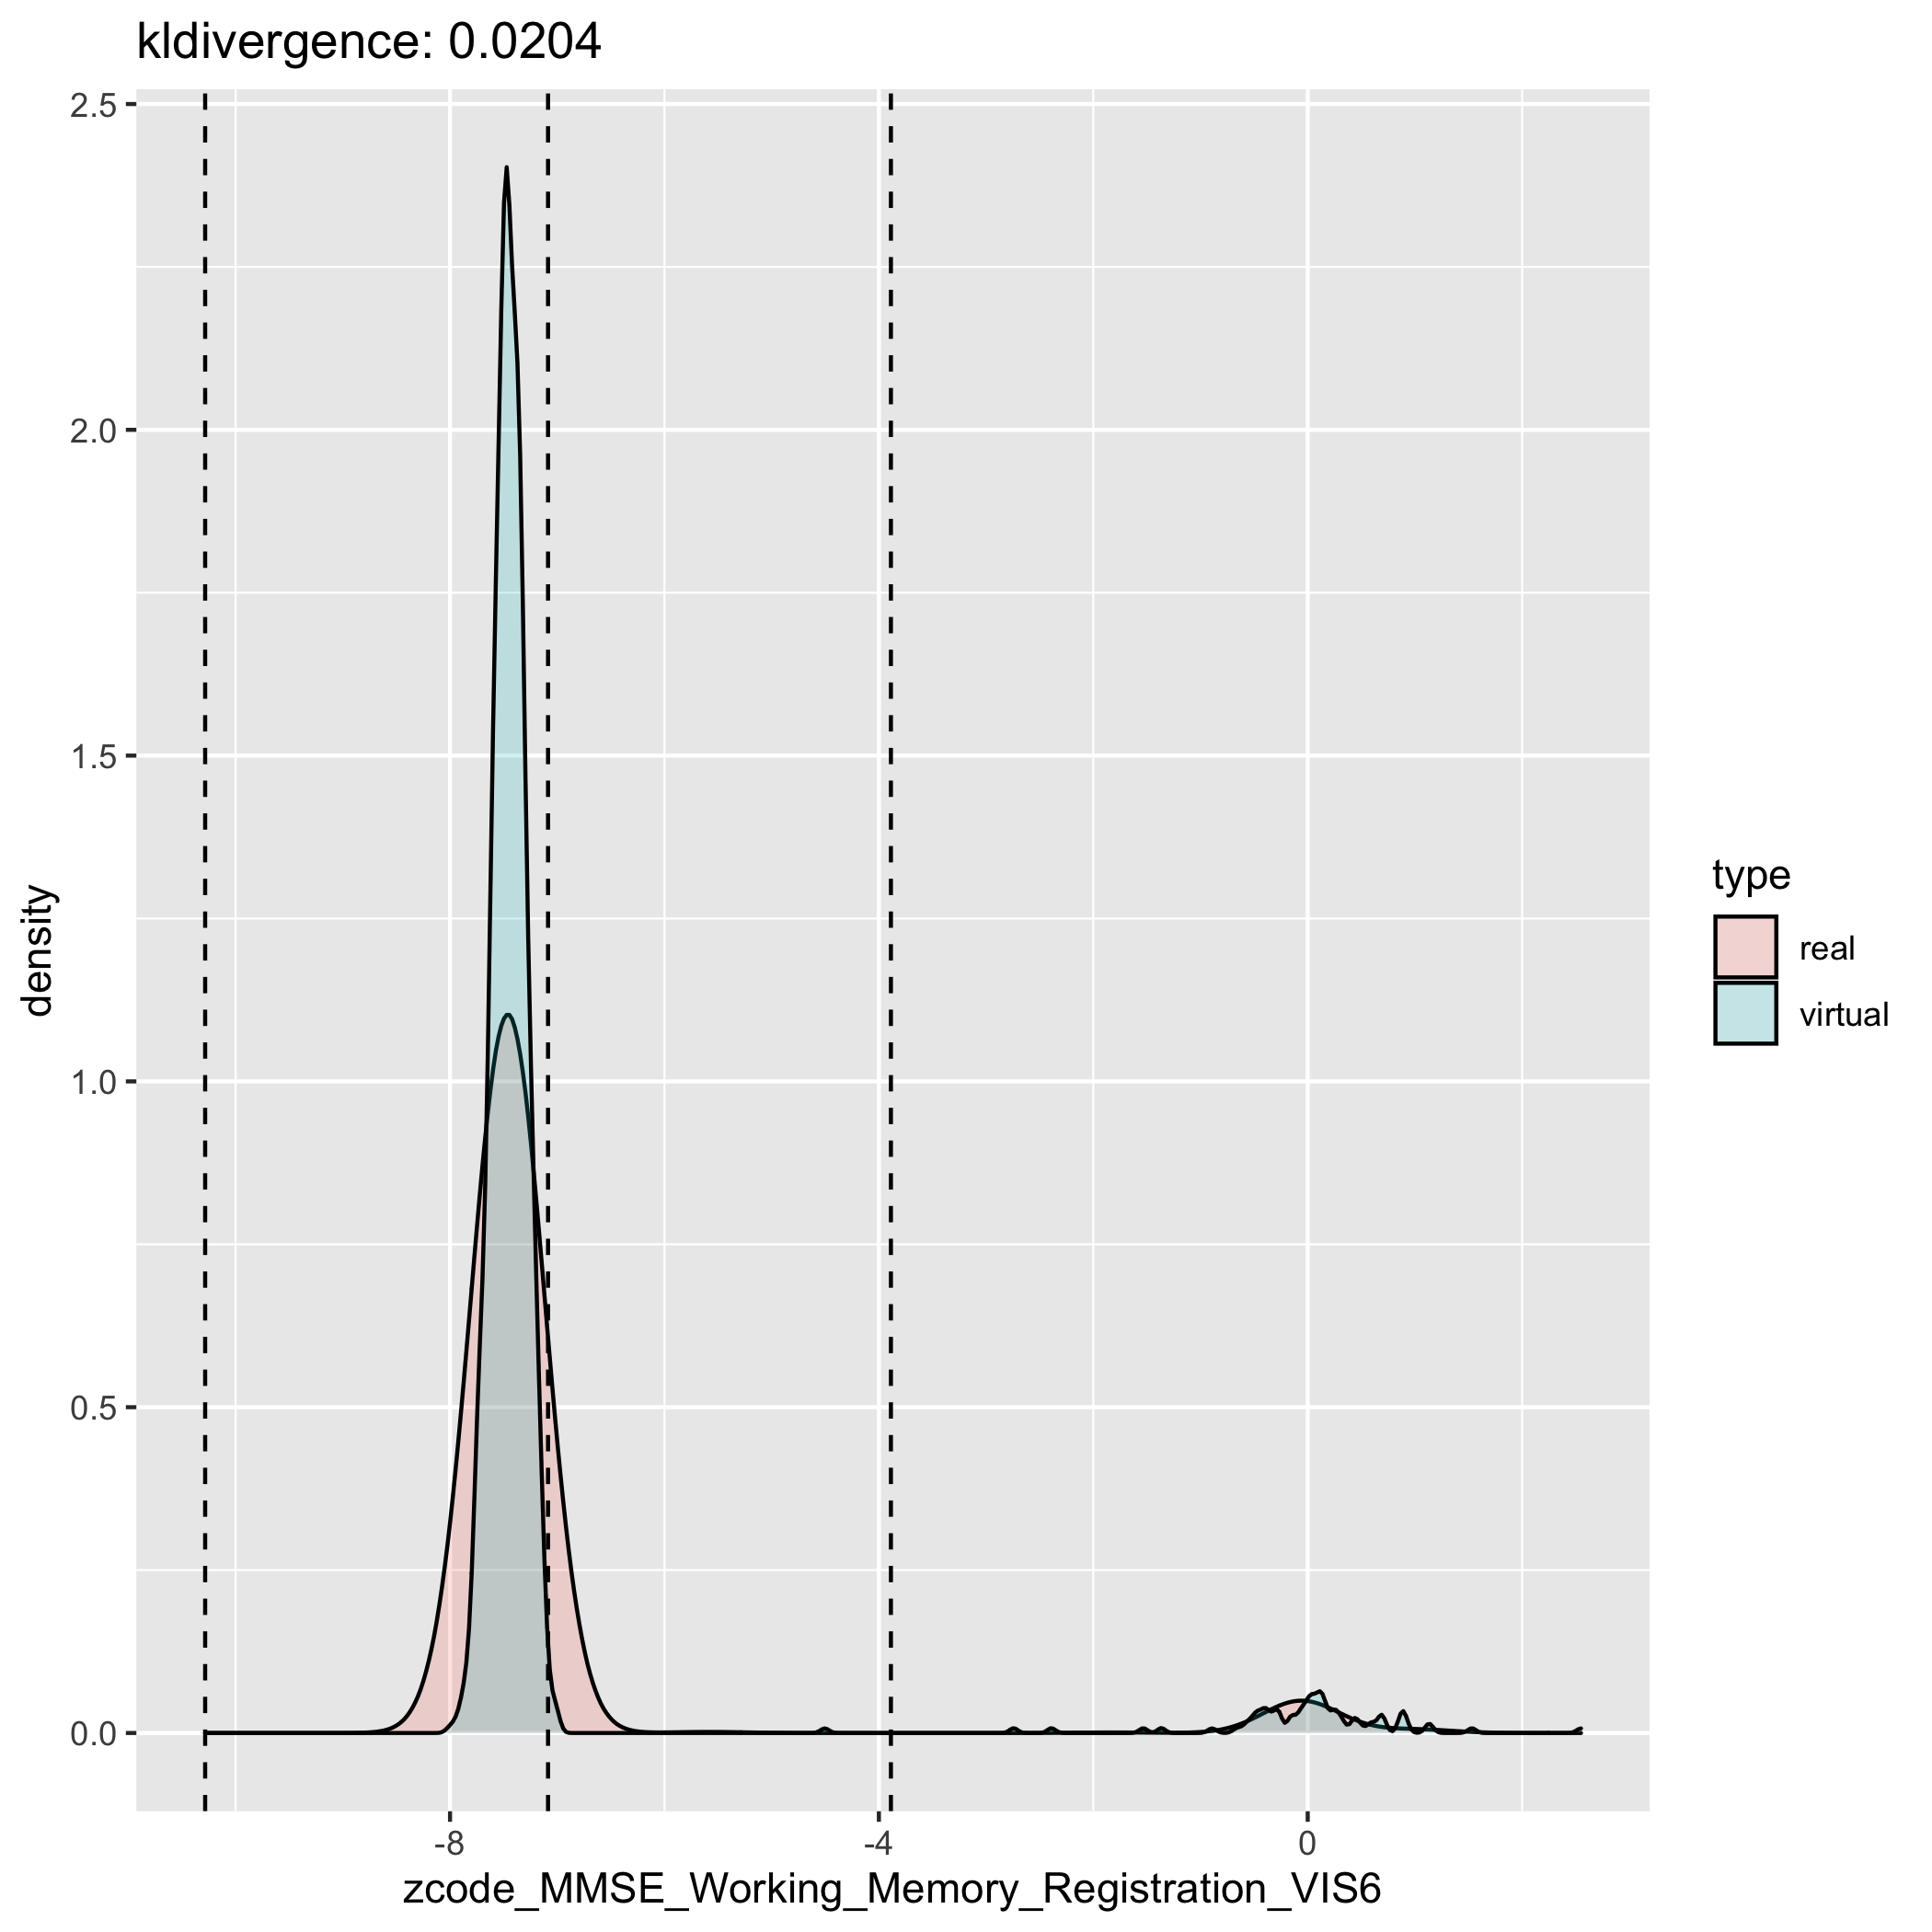 kldivergence: 0.0204
2.5
2.0
1.5
1.0
0.5
0.0
density
-8
-4
0
zcode_MMSE_Working_Memory_Registration_VIS6
type
real
virtual